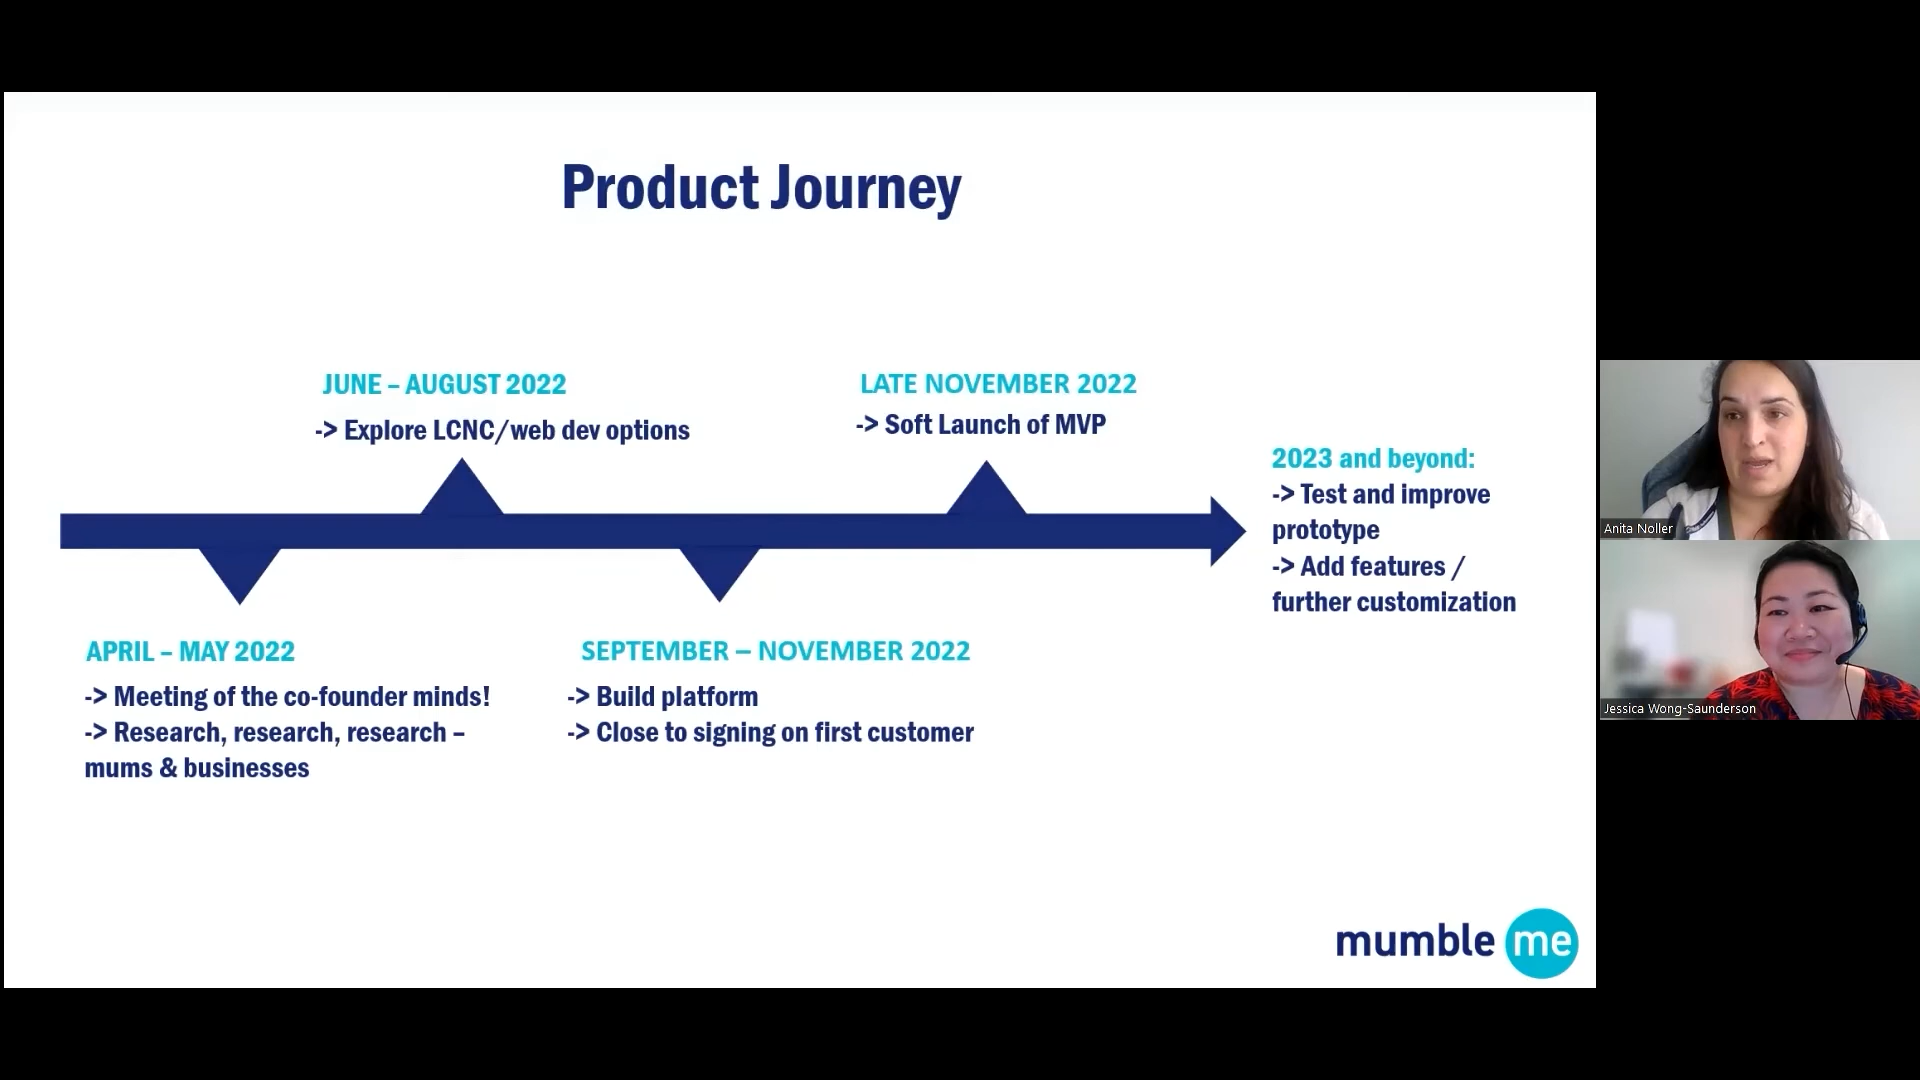 Product Journey
JUNE – AUGUST 2022
-> Explore LCNC/web dev options
LATE NOVEMBER 2022
-> Soft Launch of MVP
2023 and beyond:
-> Test and improve
prototype
-> Add features /
further customization
APRIL – MAY 2022
-> Meeting of the co-founder minds!
-> Research, research, research –
mums & businesses
SEPTEMBER – NOVEMBER 2022
-> Build platform
-> Close to signing on first customer
mumble me
Anita Noller
Jessica Wong-Saunderson